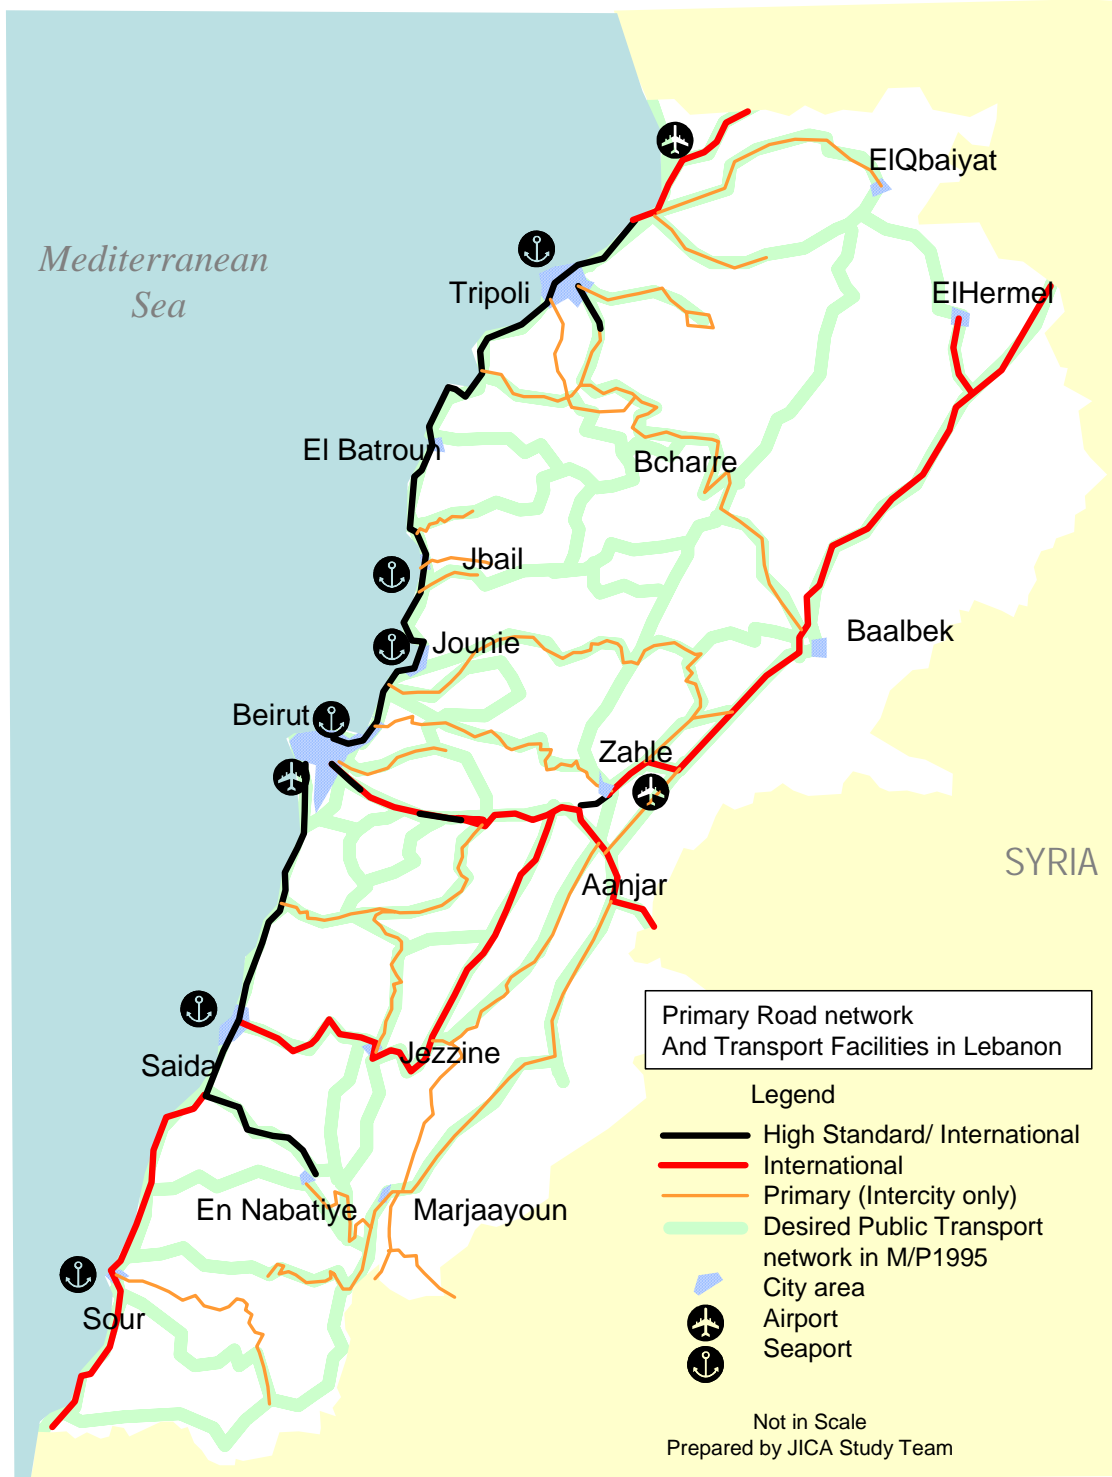 ElQbaiyat
Mediterranean
Sea
Tripoli
ElHermel
El Batroun
Bcharre
Jbail
Baalbek
Jounie
Beirut
Zahle
SYRIA
Aanjar
Saida
Jezzine
En Nabatiye
Marjaayoun
Sour
Primary Road network
And Transport Facilities in Lebanon
Legend
High Standard/ International
International
Primary (Intercity only)
Desired Public Transport
network in M/P1995
City area
Airport
Seaport
Not in Scale
Prepared by JICA Study Team